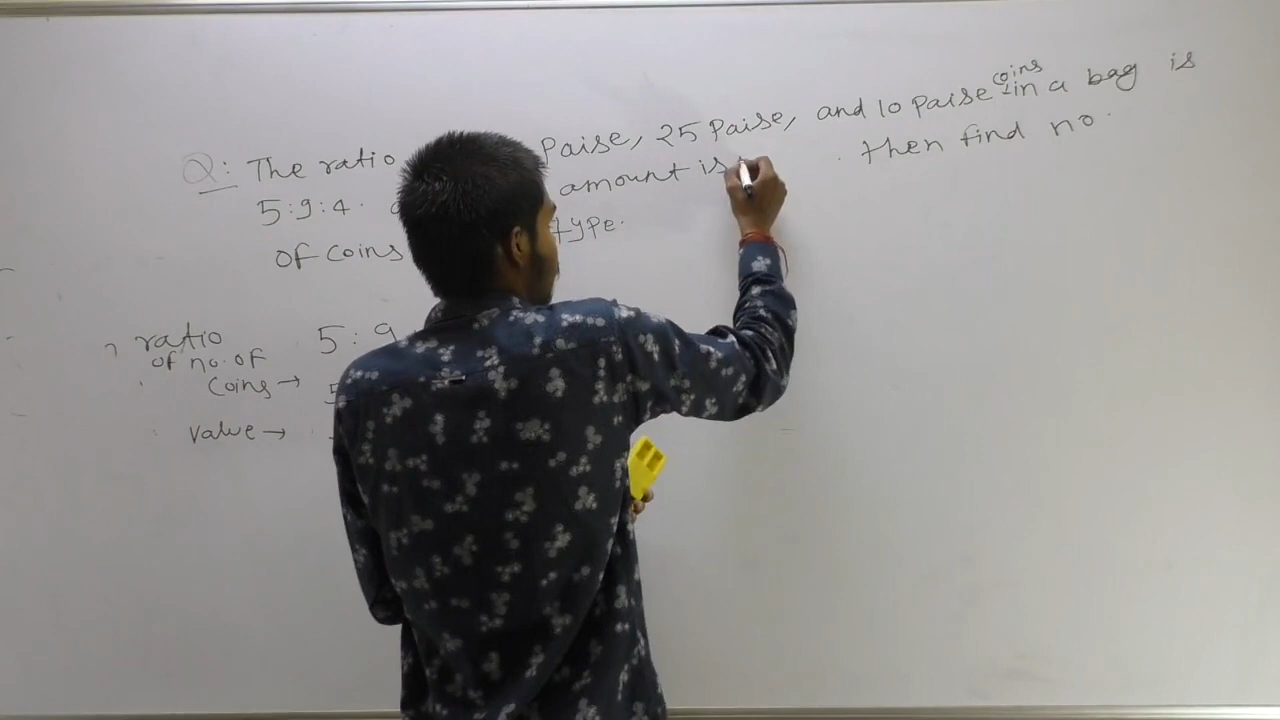 Q: The ratio Paise, 25 Paise, and 10 Paise coins in a bag is
5:9:4. amount is . then find no.
of coins type.
ratio 5:9
of no. of
coins →
value →